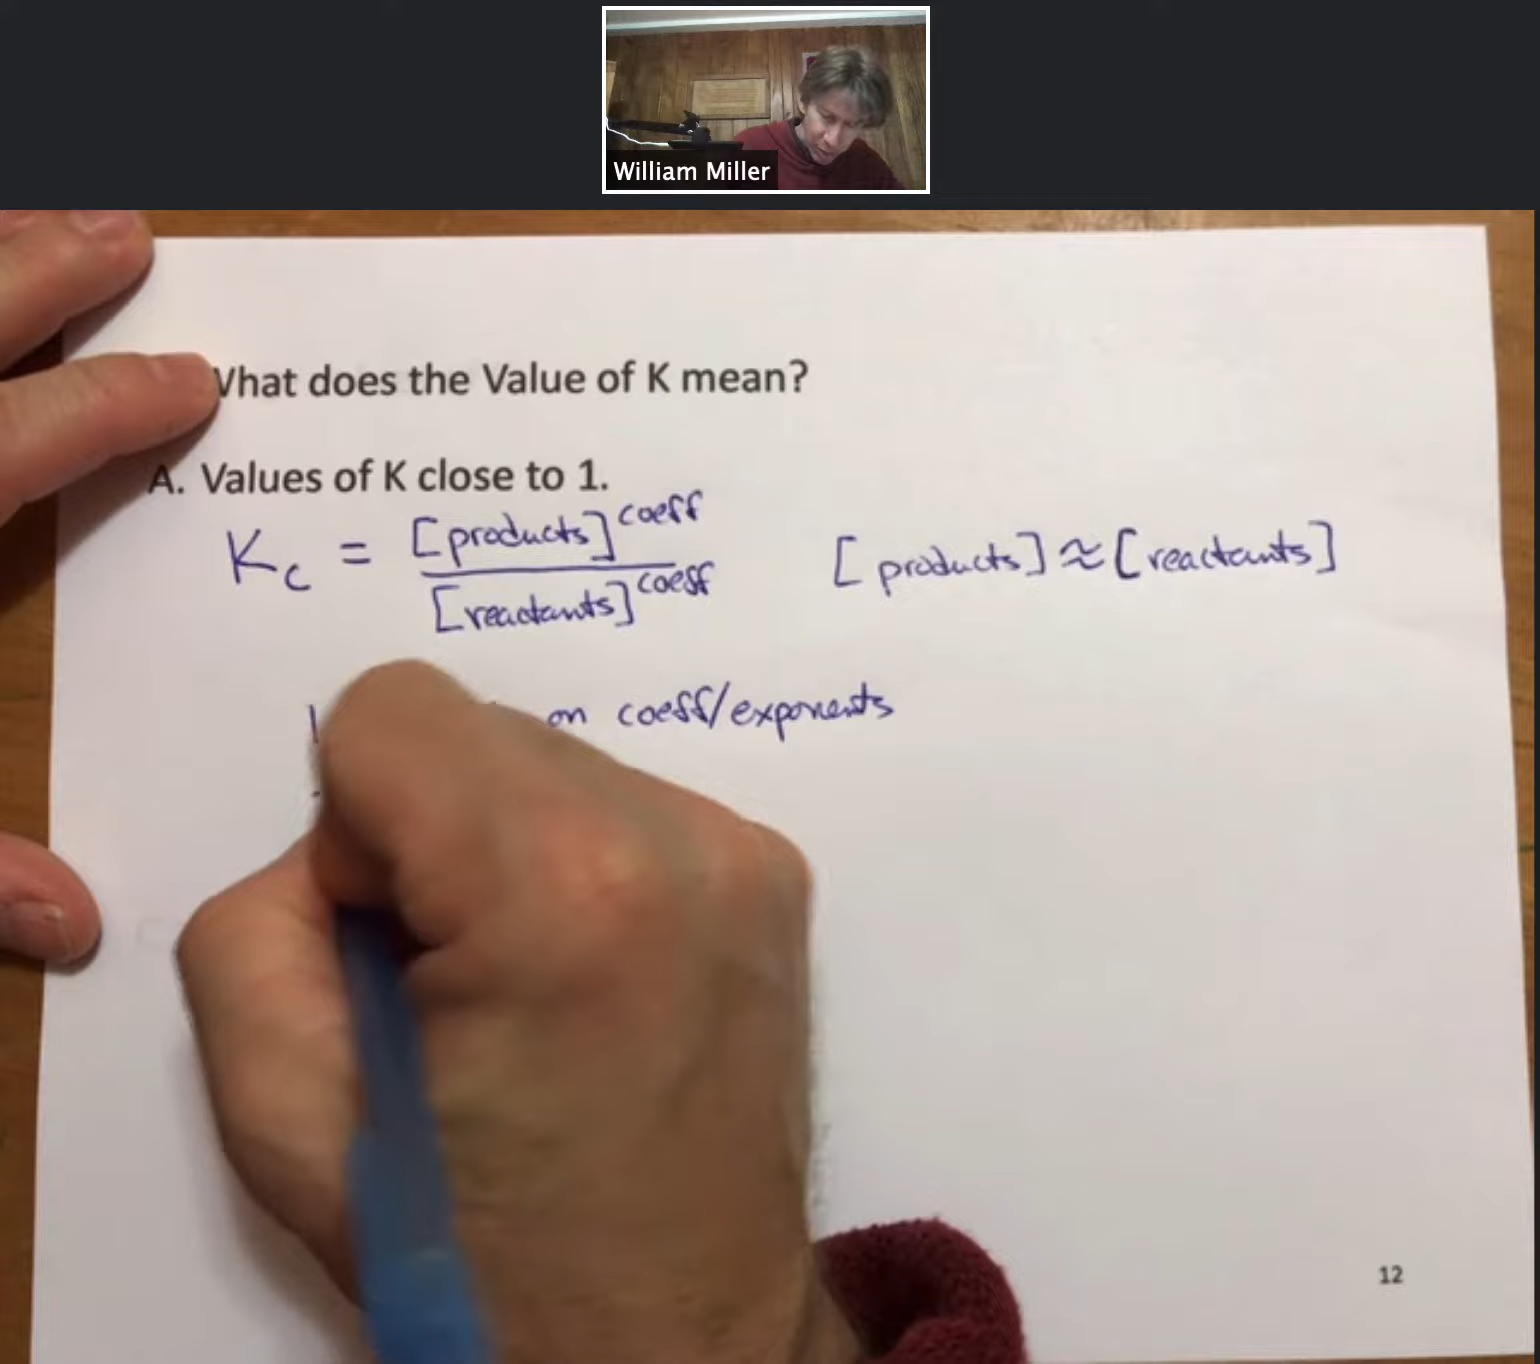 William Miller
What does the Value of K mean?
A. Values of K close to 1.
Kc = [products]^coeff / [reactants]^coeff [products] ≈ [reactants]
on coeff/exponents
12